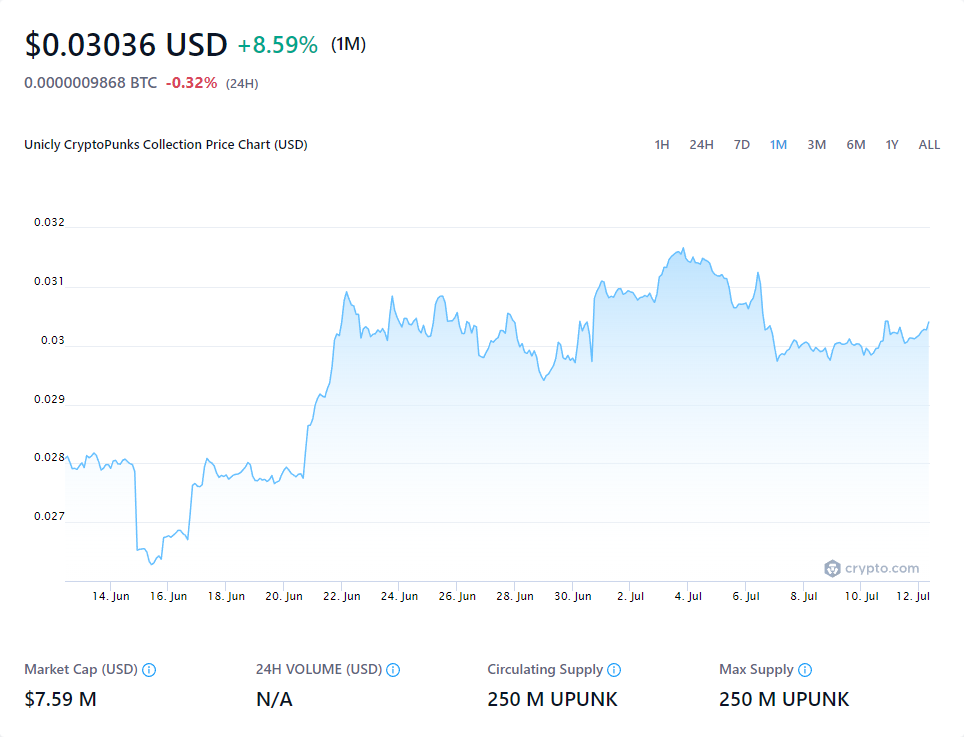 $0.03036 USD +8.59% (1M)
0.0000009868 BTC -0.32% (24H)
Unicly CryptoPunks Collection Price Chart (USD)
1H 24H 7D 1M 3M 6M 1Y ALL
0.032
0.031
0.03
0.029
0.028
0.027
crypto.com
14. Jun 16. Jun 18. Jun 20. Jun 22. Jun 24. Jun 26. Jun 28. Jun 30. Jun 2. Jul 4. Jul 6. Jul 8. Jul 10. Jul 12. Jul
Market Cap (USD) 24H VOLUME (USD) Circulating Supply Max Supply
$7.59 M N/A 250 M UPUNK 250 M UPUNK